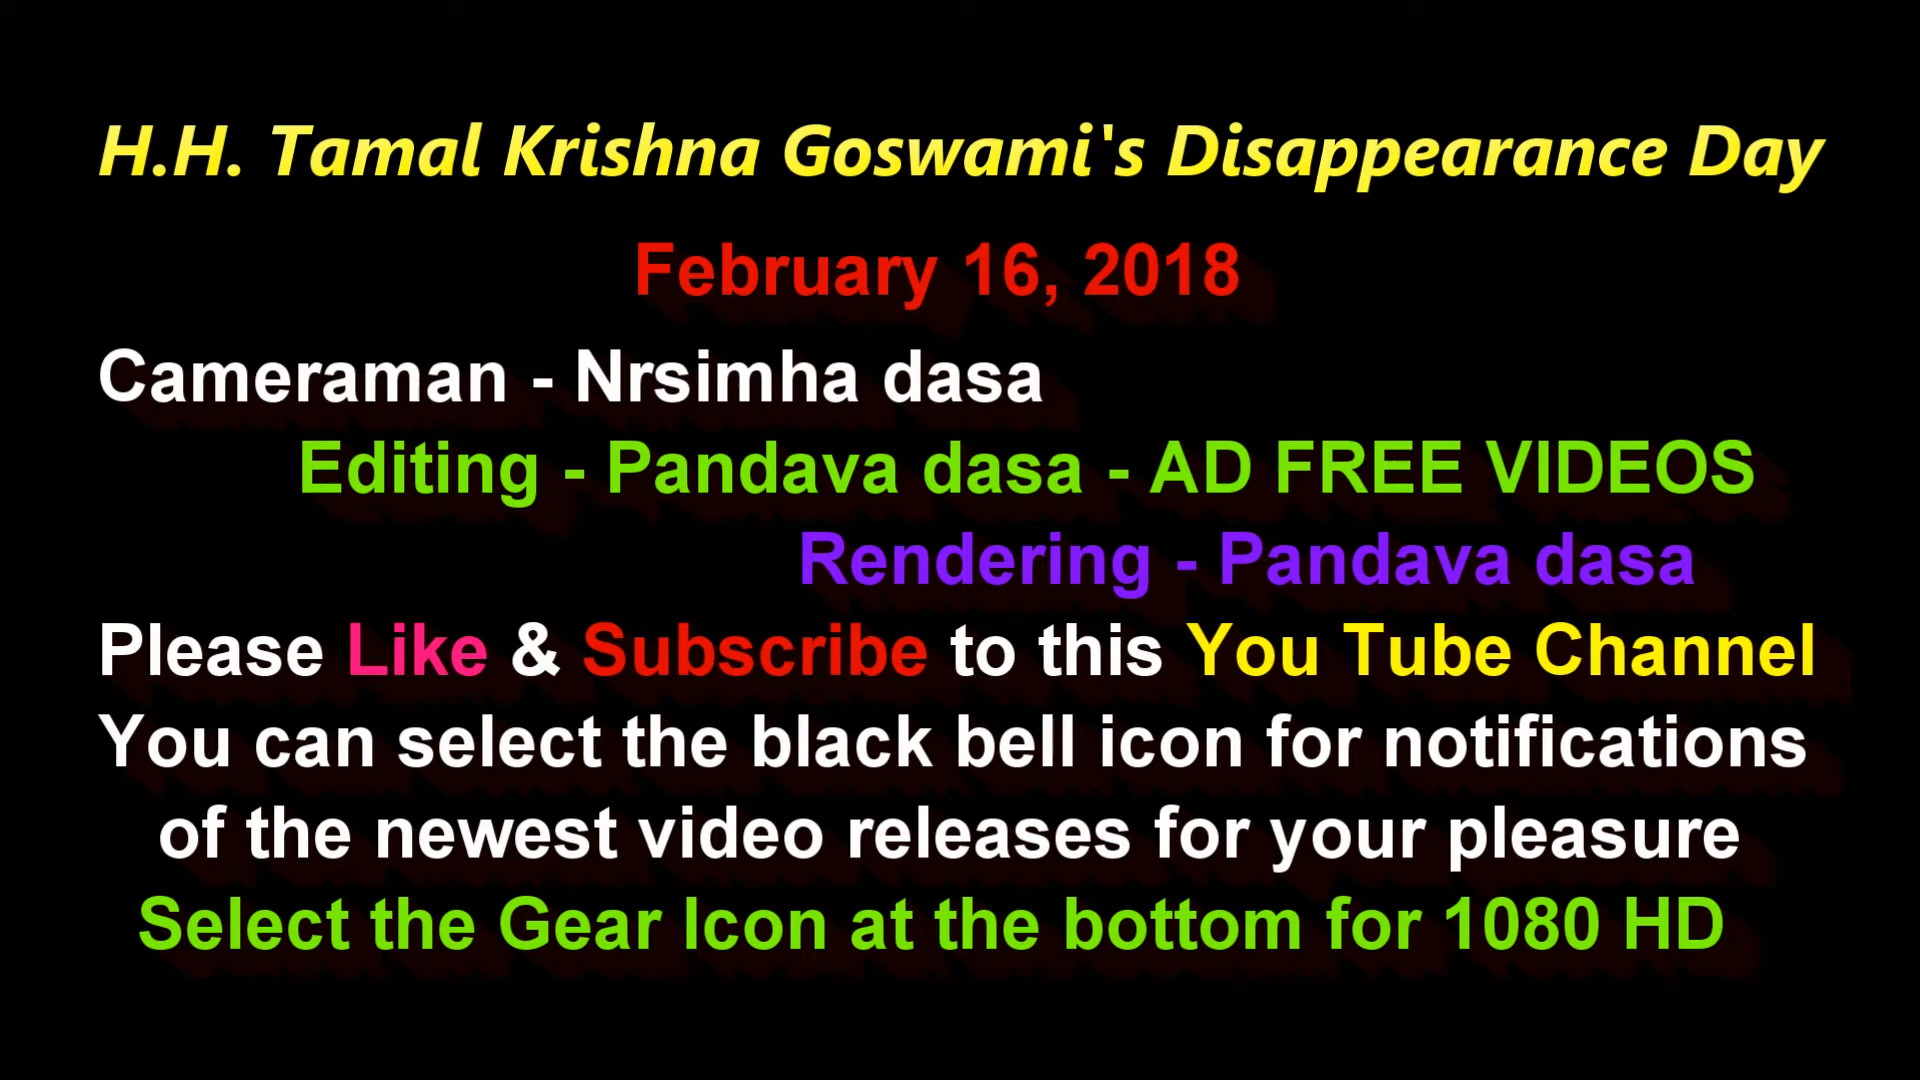 H.H. Tamal Krishna Goswami's Disappearance Day
February 16, 2018
Cameraman - Nrsimha dasa
Editing - Pandava dasa - AD FREE VIDEOS
Rendering - Pandava dasa
Please Like & Subscribe to this You Tube Channel
You can select the black bell icon for notifications
of the newest video releases for your pleasure
Select the Gear Icon at the bottom for 1080 HD